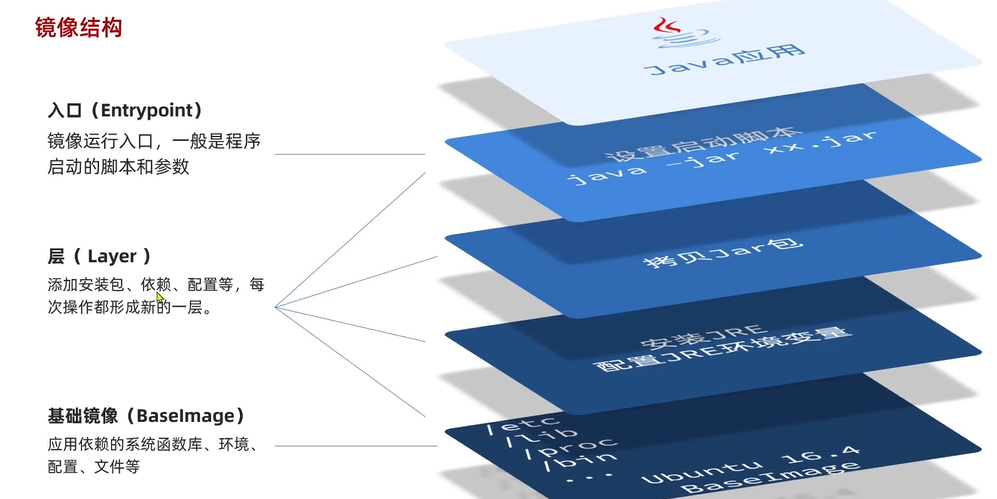 镜像结构
入口（Entrypoint）
镜像运行入口，一般是程序
启动的脚本和参数
层（ Layer ）
添加安装包、依赖、配置等，每
次操作都形成新的一层。
基础镜像（BaseImage）
应用依赖的系统函数库、环境、
配置、文件等
Java应用
设置启动脚本
java -jar xx.jar
拷贝Jar包
安装JRE
配置JRE环境变量
/etc
/lib
/proc
/bin
... Ubuntu 16.4
BaseImage